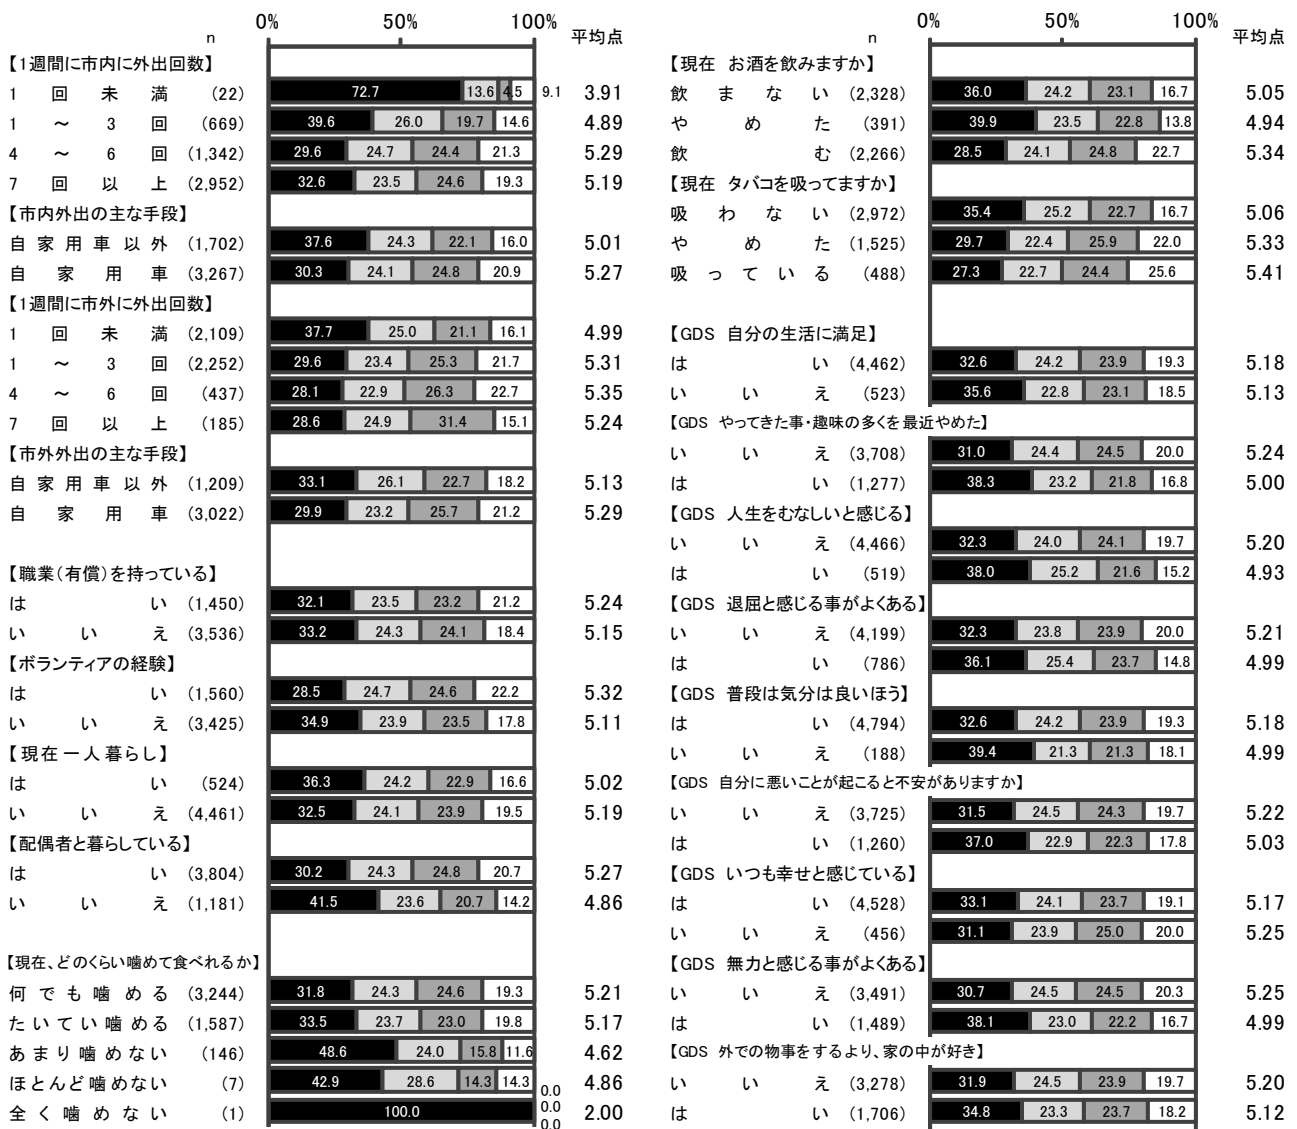 0% 50% 100%
n 平均点
【1週間に市内に外出回数】
1回未満 (22) 72.7 13.6 4.5 9.1 3.91
1～3回 (669) 39.6 26.0 19.7 14.6 4.89
4～6回 (1,342) 29.6 24.7 24.4 21.3 5.29
7回以上 (2,952) 32.6 23.5 24.6 19.3 5.19
【市内外出の主な手段】
自家用車以外 (1,702) 37.6 24.3 22.1 16.0 5.01
自家用車 (3,267) 30.3 24.1 24.8 20.9 5.27
【1週間に市外に外出回数】
1回未満 (2,109) 37.7 25.0 21.1 16.1 4.99
1～3回 (2,252) 29.6 23.4 25.3 21.7 5.31
4～6回 (437) 28.1 22.9 26.3 22.7 5.35
7回以上 (185) 28.6 24.9 31.4 15.1 5.24
【市外外出の主な手段】
自家用車以外 (1,209) 33.1 26.1 22.7 18.2 5.13
自家用車 (3,022) 29.9 23.2 25.7 21.2 5.29
【職業(有償)を持っている】
はい (1,450) 32.1 23.5 23.2 21.2 5.24
いいえ (3,536) 33.2 24.3 24.1 18.4 5.15
【ボランティアの経験】
はい (1,560) 28.5 24.7 24.6 22.2 5.32
いいえ (3,425) 34.9 23.9 23.5 17.8 5.11
【現在一人暮らし】
はい (524) 36.3 24.2 22.9 16.6 5.02
いいえ (4,461) 32.5 24.1 23.9 19.5 5.19
【配偶者と暮らしている】
はい (3,804) 30.2 24.3 24.8 20.7 5.27
いいえ (1,181) 41.5 23.6 20.7 14.2 4.86
【現在、どのくらい噛めて食べれるか】
何でも噛める (3,244) 31.8 24.3 24.6 19.3 5.21
たいてい噛める (1,587) 33.5 23.7 23.0 19.8 5.17
あまり噛めない (146) 48.6 24.0 15.8 11.6 4.62
ほとんど噛めない (7) 42.9 28.6 14.3 14.3 4.86
全く噛めない (1) 100.0 0.0 0.0 0.0 2.00
0% 50% 100%
n 平均点
【現在 お酒を飲みますか】
飲まない (2,328) 36.0 24.2 23.1 16.7 5.05
やめた (391) 39.9 23.5 22.8 13.8 4.94
飲む (2,266) 28.5 24.1 24.8 22.7 5.34
【現在 タバコを吸ってますか】
吸わない (2,972) 35.4 25.2 22.7 16.7 5.06
やめた (1,525) 29.7 22.4 25.9 22.0 5.33
吸っている (488) 27.3 22.7 24.4 25.6 5.41
【GDS 自分の生活に満足】
はい (4,462) 32.6 24.2 23.9 19.3 5.18
いいえ (523) 35.6 22.8 23.1 18.5 5.13
【GDS やってきた事・趣味の多くを最近やめた】
いいえ (3,708) 31.0 24.4 24.5 20.0 5.24
はい (1,277) 38.3 23.2 21.8 16.8 5.00
【GDS 人生をむなしいと感じる】
いいえ (4,466) 32.3 24.0 24.1 19.7 5.20
はい (519) 38.0 25.2 21.6 15.2 4.93
【GDS 退屈と感じる事がよくある】
いいえ (4,199) 32.3 23.8 23.9 20.0 5.21
はい (786) 36.1 25.4 23.7 14.8 4.99
【GDS 普段は気分は良いほう】
はい (4,794) 32.6 24.2 23.9 19.3 5.18
いいえ (188) 39.4 21.3 21.3 18.1 4.99
【GDS 自分に悪いことが起こると不安がありますか】
いいえ (3,725) 31.5 24.5 24.3 19.7 5.22
はい (1,260) 37.0 22.9 22.3 17.8 5.03
【GDS いつも幸せと感じている】
はい (4,528) 33.1 24.1 23.7 19.1 5.17
いいえ (456) 31.1 23.9 25.0 20.0 5.25
【GDS 無力と感じる事がよくある】
いいえ (3,491) 30.7 24.5 24.5 20.3 5.25
はい (1,489) 38.1 23.0 22.2 16.7 4.99
【GDS 外での物事をするより、家の中が好き】
いいえ (3,278) 31.9 24.5 23.9 19.7 5.20
はい (1,706) 34.8 23.3 23.7 18.2 5.12